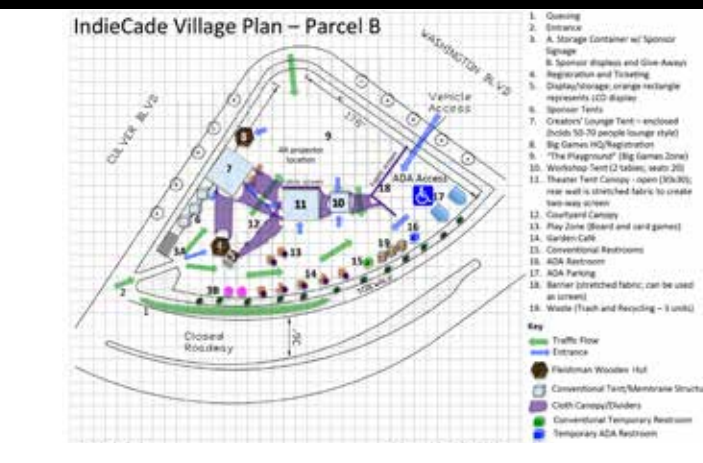 IndieCade Village Plan – Parcel B
WASHINGTON BLVD
CULVER BLVD
Vehicle
Access
175'
9
8
4K projector
location
7
18
ADA Access
11
10
17
6
12
16
3A
19
13
15
14
2
3B
1
Closed
Roadway
36'
1. Queuing
2. Entrance
3. A. Storage Container w/ Sponsor
Signage
B. Sponsor displays and Give-Aways
4. Registration and Ticketing
5. Display/storage; orange rectangle
represents LCD display
6. Sponsor Tents
7. Creators' Lounge Tent – enclosed
(holds 50-70 people lounge style)
8. Big Games HQ/Registration
9. "The Playground" (Big Games Zone)
10. Workshop Tent (2 tables, seats 20)
11. Theater Tent Canopy - open (30x30);
rear wall is stretched fabric to create
two-way screen
12. Courtyard Canopy
13. Play Zone (Board and card games)
14. Garden Café
15. Conventional Restrooms
16. ADA Restroom
17. ADA Parking
18. Barrier (stretched fabric, can be used
as screen)
19. Waste (Trash and Recycling – 3 units)
Key
Traffic Flow
Entrance
Fleishman Wooden Hut
Conventional Tent/Membrane Structu
Cloth Canopy/Dividers
Conventional Temporary Restroom
Temporary ADA Restroom